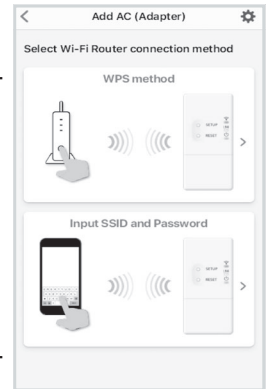 Add AC (Adapter)
Select Wi-Fi Router connection method
WPS method
SETUP
RESET
Input SSID and Password
SETUP
RESET